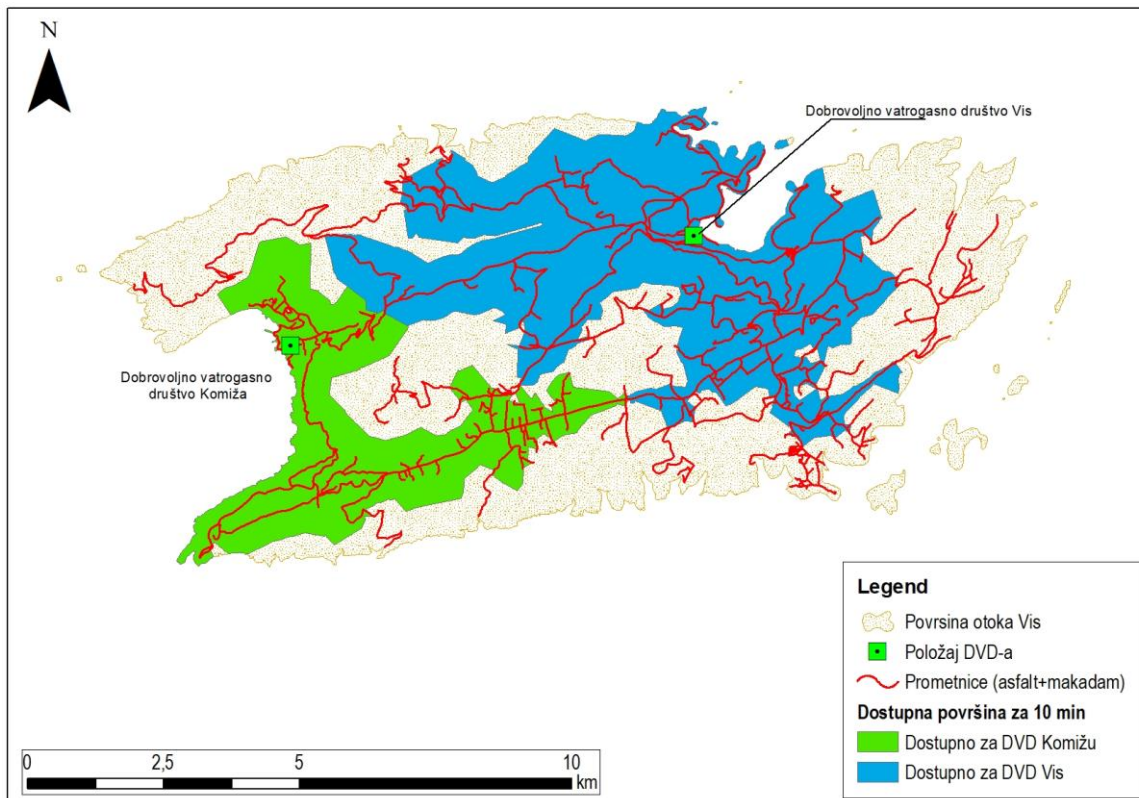 N
Dobrovoljno vatrogasno društvo Vis
Dobrovoljno vatrogasno
društvo Komiža
Legend
Povrsina otoka Vis
Položaj DVD-a
Prometnice (asfalt+makadam)
Dostupna površina za 10 min
Dostupno za DVD Komižu
Dostupno za DVD Vis
0 2,5 5 10
km